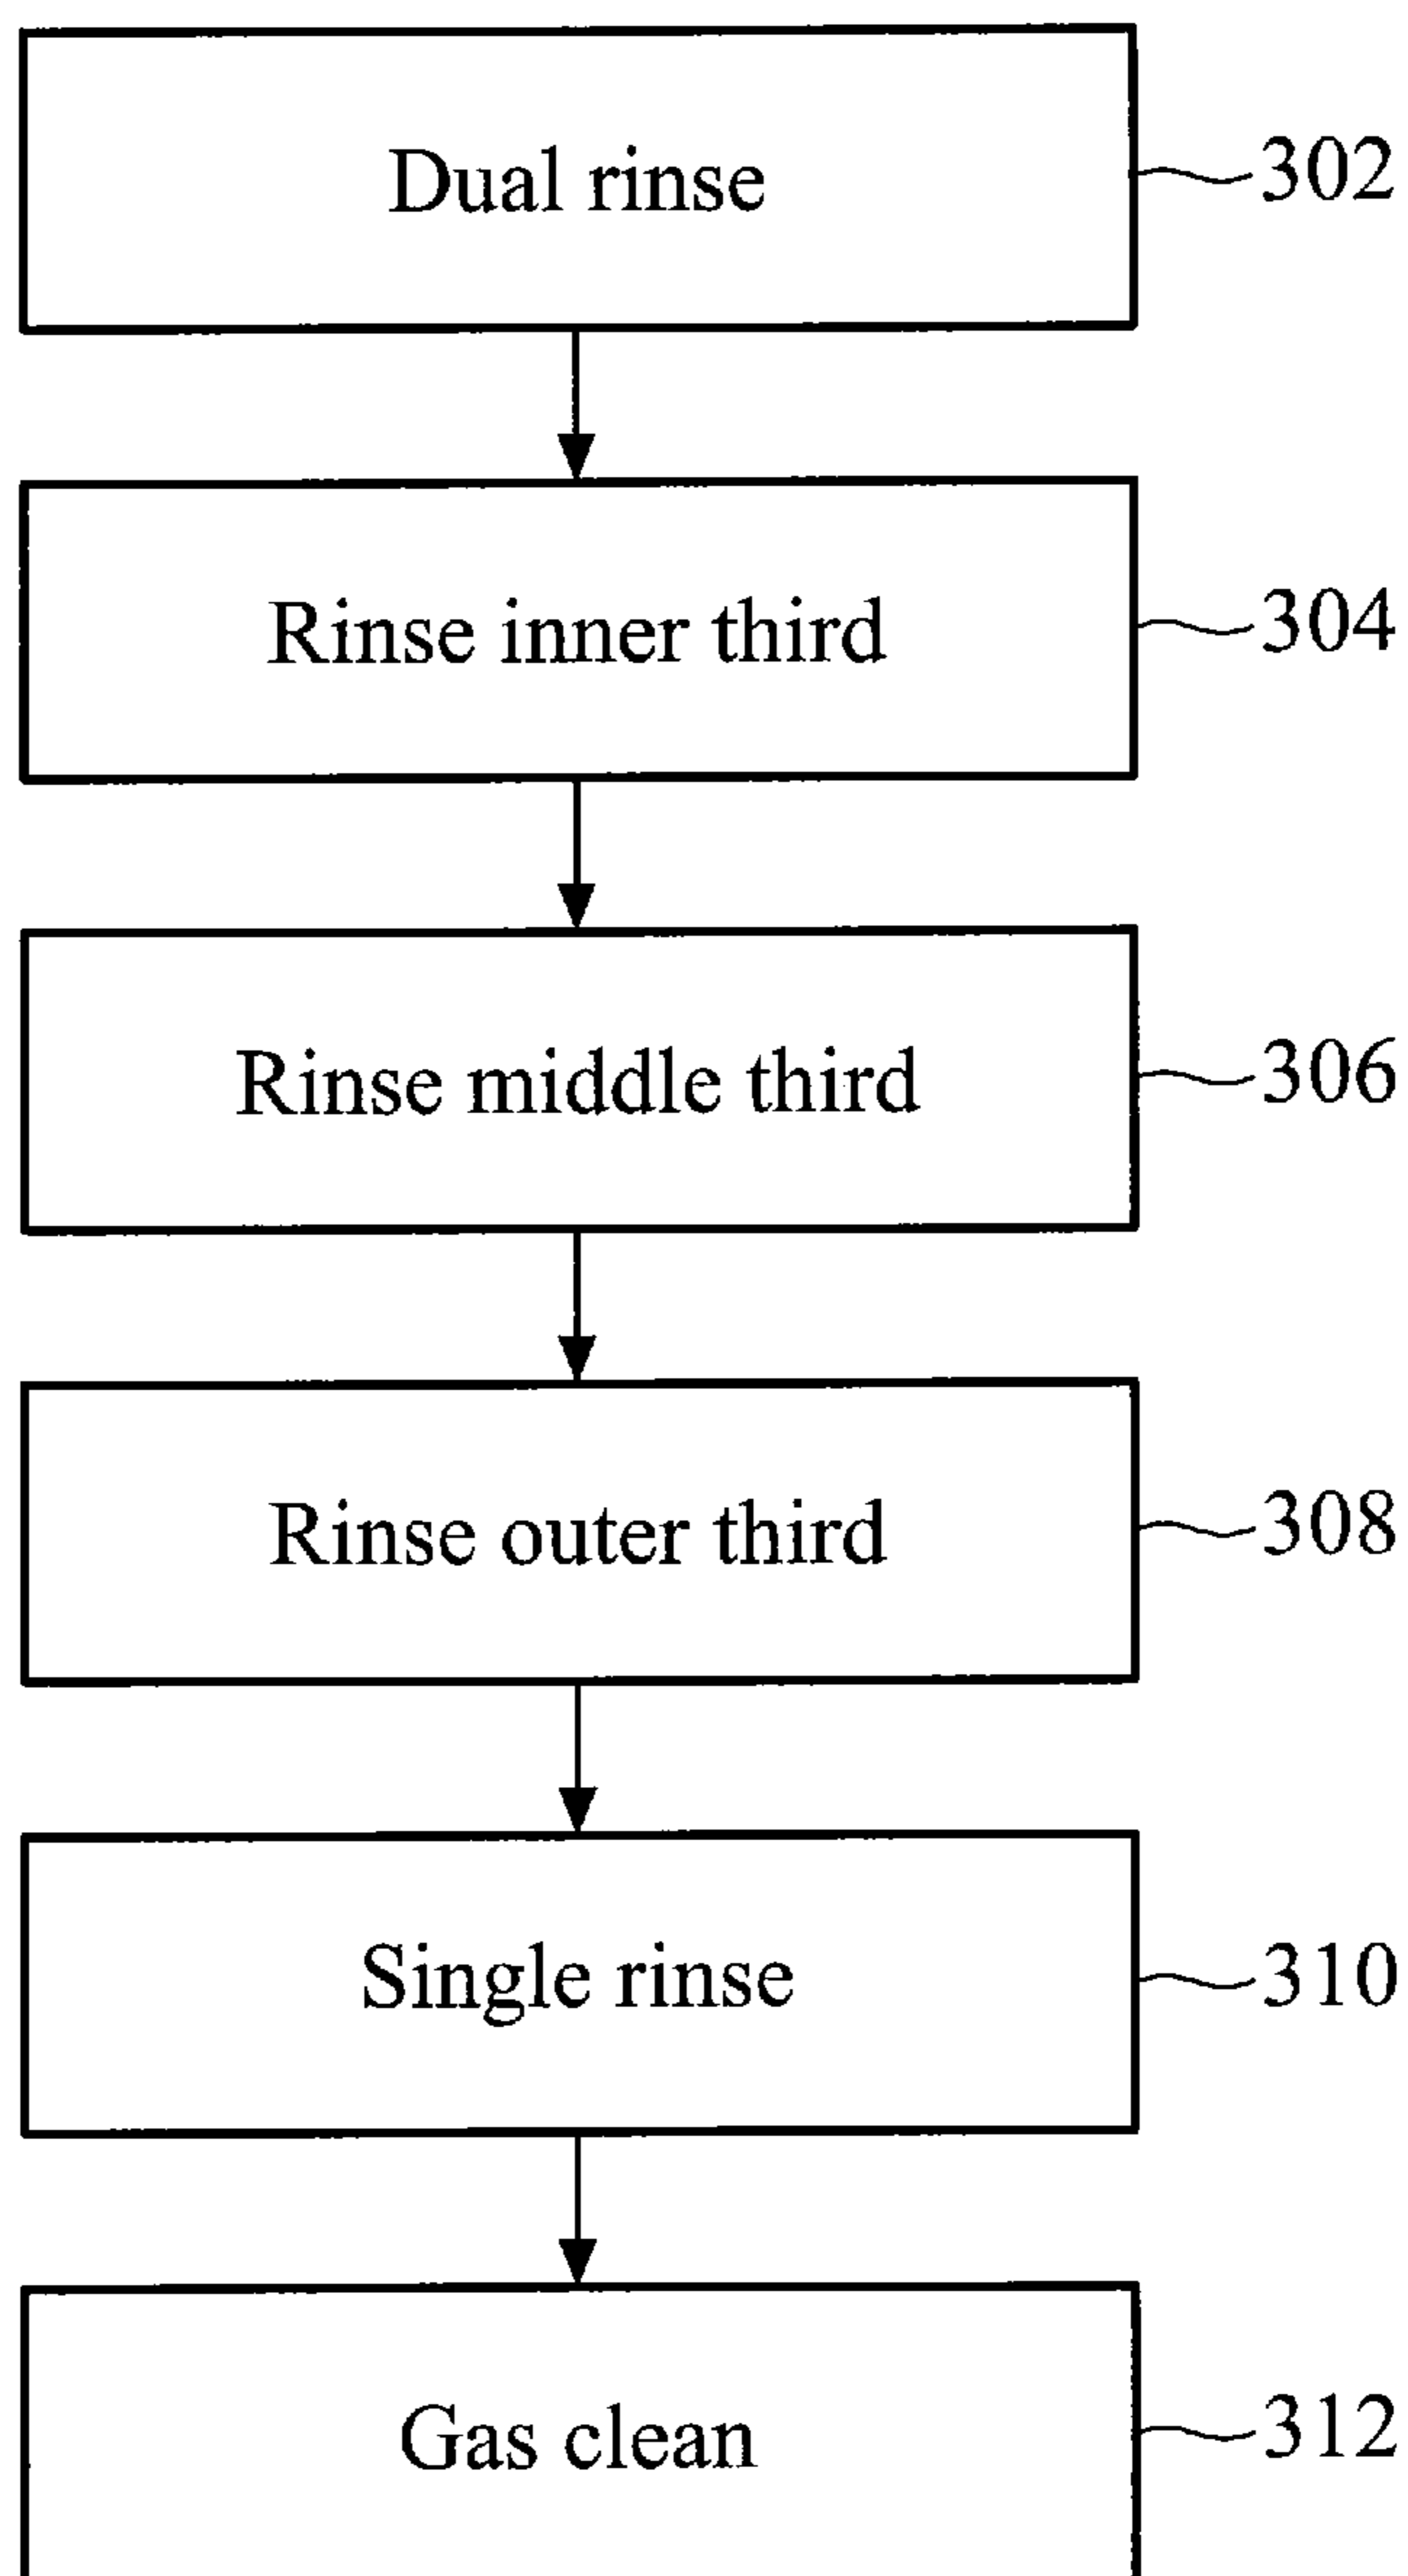 Dual rinse 302
Rinse inner third 304
Rinse middle third 306
Rinse outer third 308
Single rinse 310
Gas clean 312